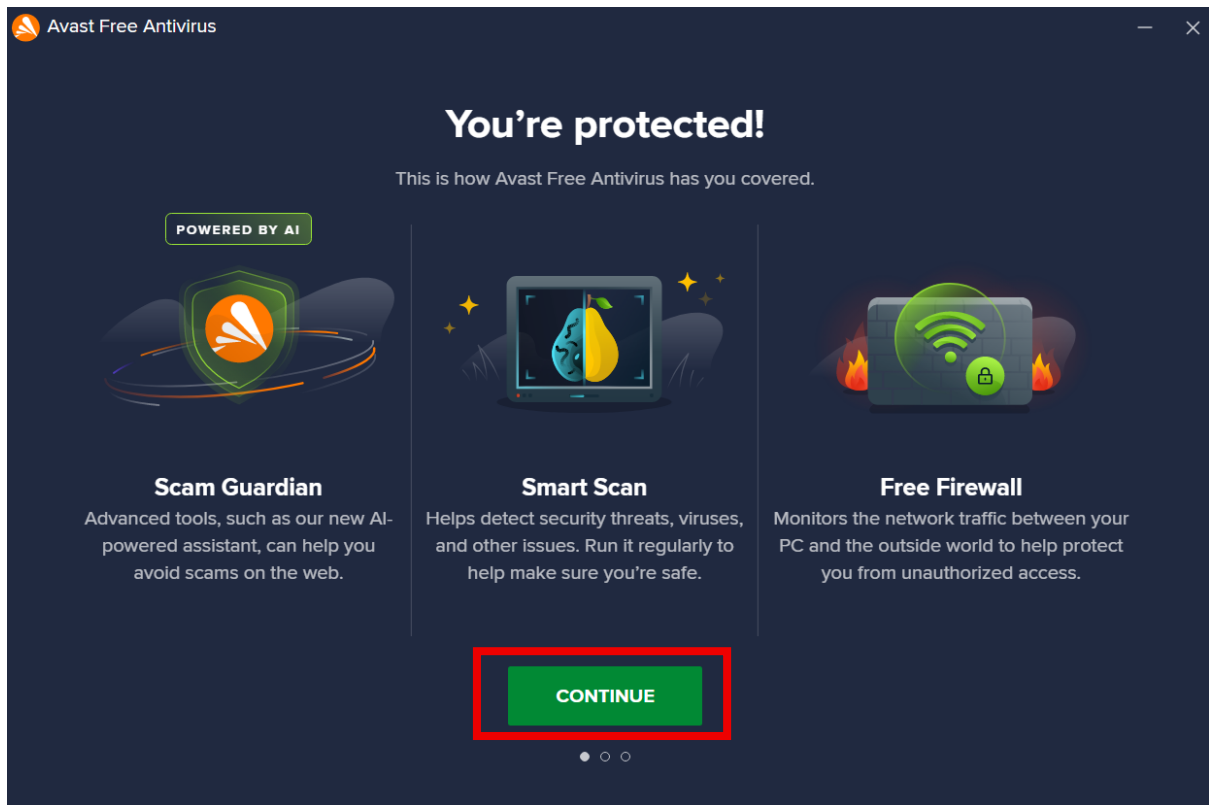 Avast Free Antivirus
You’re protected!
This is how Avast Free Antivirus has you covered.
POWERED BY AI
Scam Guardian
Advanced tools, such as our new AI-
powered assistant, can help you
avoid scams on the web.
Smart Scan
Helps detect security threats, viruses,
and other issues. Run it regularly to
help make sure you’re safe.
Free Firewall
Monitors the network traffic between your
PC and the outside world to help protect
you from unauthorized access.
CONTINUE